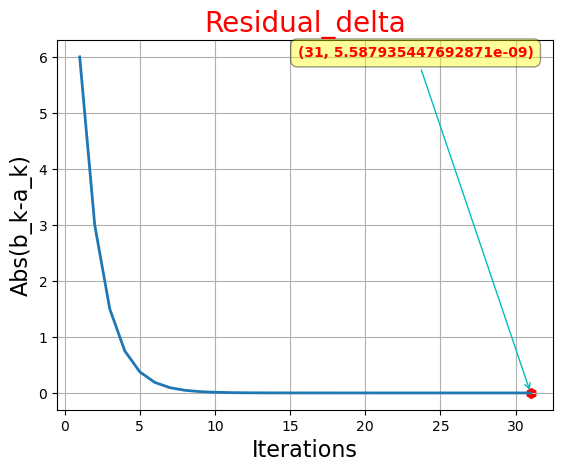 Residual_delta
(31, 5.587935447692871e-09)
Abs(b_k-a_k)
6
5
4
3
2
1
0
0 5 10 15 20 25 30
Iterations